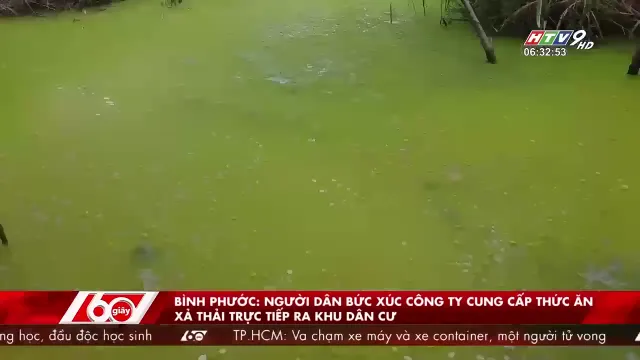 HTV9 HD
06:32:53
60 giây
BÌNH PHƯỚC: NGƯỜI DÂN BỨC XÚC CÔNG TY CUNG CẤP THỨC ĂN
XẢ THẢI TRỰC TIẾP RA KHU DÂN CƯ
ng học, đầu độc học sinh TP.HCM: Va chạm xe máy và xe container, một người tử vong